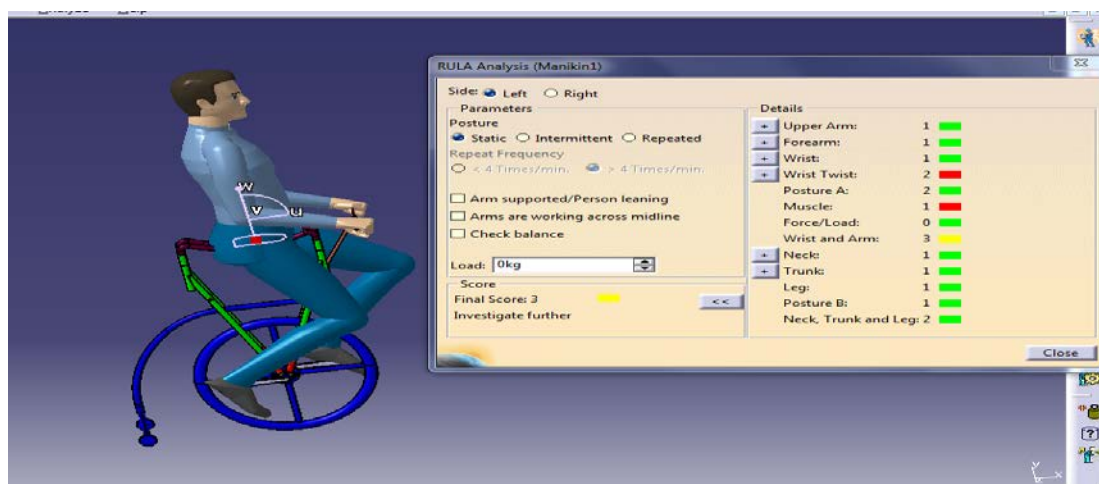 RULA Analysis (Manikin1)
Side: Left Right
Parameters
Posture
Static Intermittent Repeated
Repeat Frequency
< 4 Times/min. > 4 Times/min.
Arm supported/Person leaning
Arms are working across midline
Check balance
Load: 0kg
Score
Final Score: 3
<<
Investigate further
Details
+ Upper Arm: 1
+ Forearm: 1
+ Wrist: 1
+ Wrist Twist: 2
Posture A: 2
Muscle: 1
Force/Load: 0
Wrist and Arm: 3
+ Neck: 1
+ Trunk: 1
Leg: 1
Posture B: 1
Neck, Trunk and Leg: 2
Close
w
v u